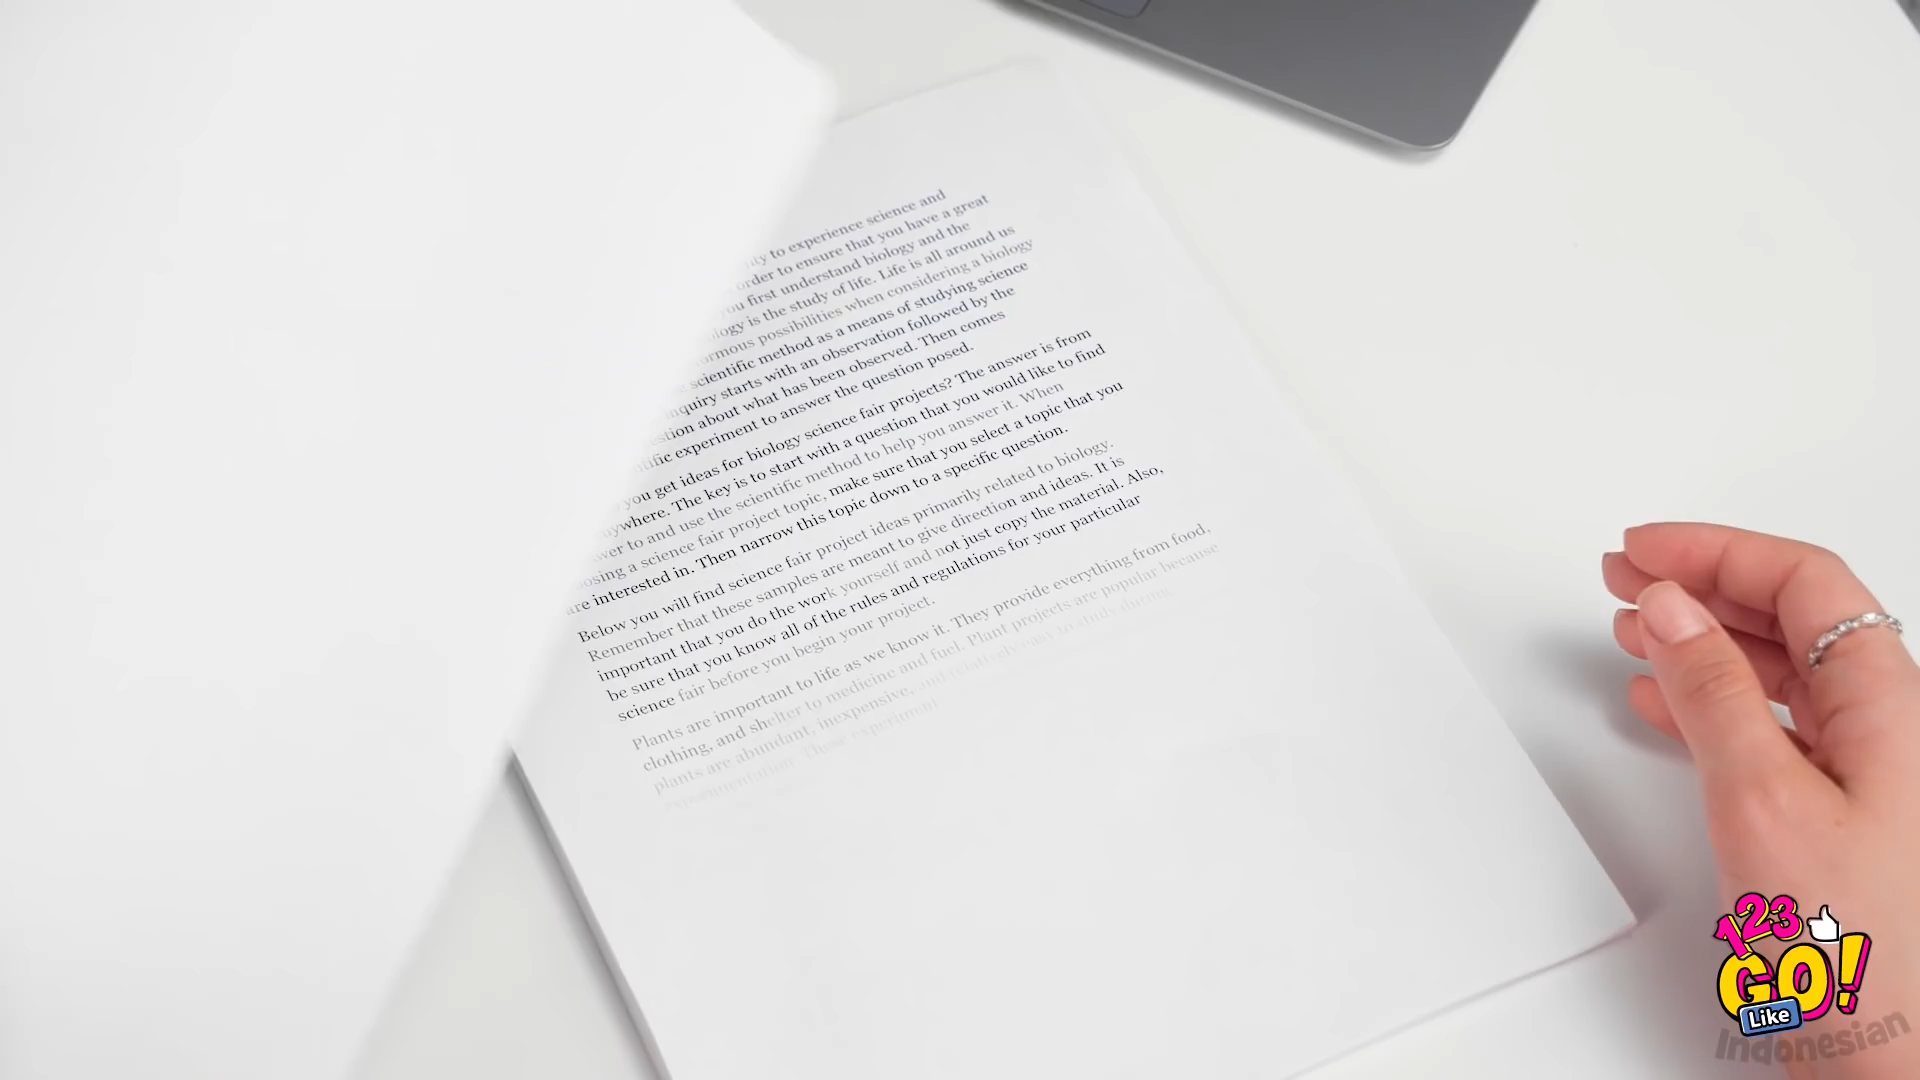 to experience science and
order to ensure that you have a great
you first understand biology and the
is the study of life. Life is all around us
possibilities when considering a biology
scientific method as a means of studying science
starts with an observation followed by the
about what has been observed. Then comes
experiment to answer the question posed.
you get ideas for biology science fair projects? The answer is from
The key is to start with a question that you would like to find
to and use the scientific method to help you answer it. When
a science fair project topic, make sure that you select a topic that you
are interested in. Then narrow this topic down to a specific question.
Below you will find science fair project ideas primarily related to biology.
Remember that these samples are meant to give direction and ideas. It is
important that you do the work yourself and not just copy the material. Also,
be sure that you know all of the rules and regulations for your particular
science fair before you begin your project.
Plants are important to life as we know it. They provide everything from food,
clothing, and shelter to medicine and fuel. Plant projects are popular because
plants are abundant, inexpensive, and relatively easy to study during
experimentation. These experiment
123
GO!
Like
Indonesian